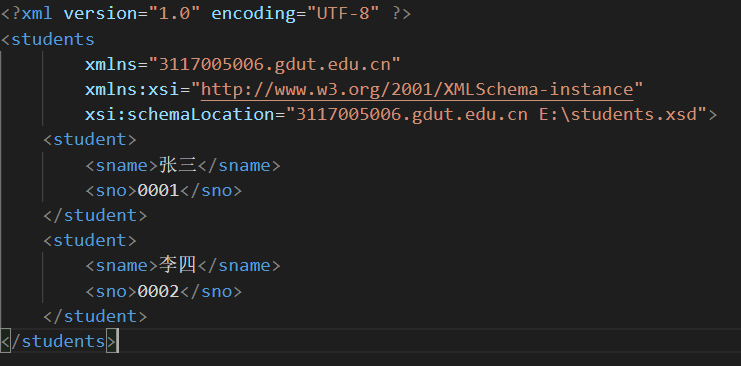 <?xml version="1.0" encoding="UTF-8" ?>
<students
xmlns="3117005006.gdut.edu.cn"
xmlns:xsi="http://www.w3.org/2001/XMLSchema-instance"
xsi:schemaLocation="3117005006.gdut.edu.cn E:\students.xsd">
<student>
<sname>张三</sname>
<sno>0001</sno>
</student>
<student>
<sname>李四</sname>
<sno>0002</sno>
</student>
</students>